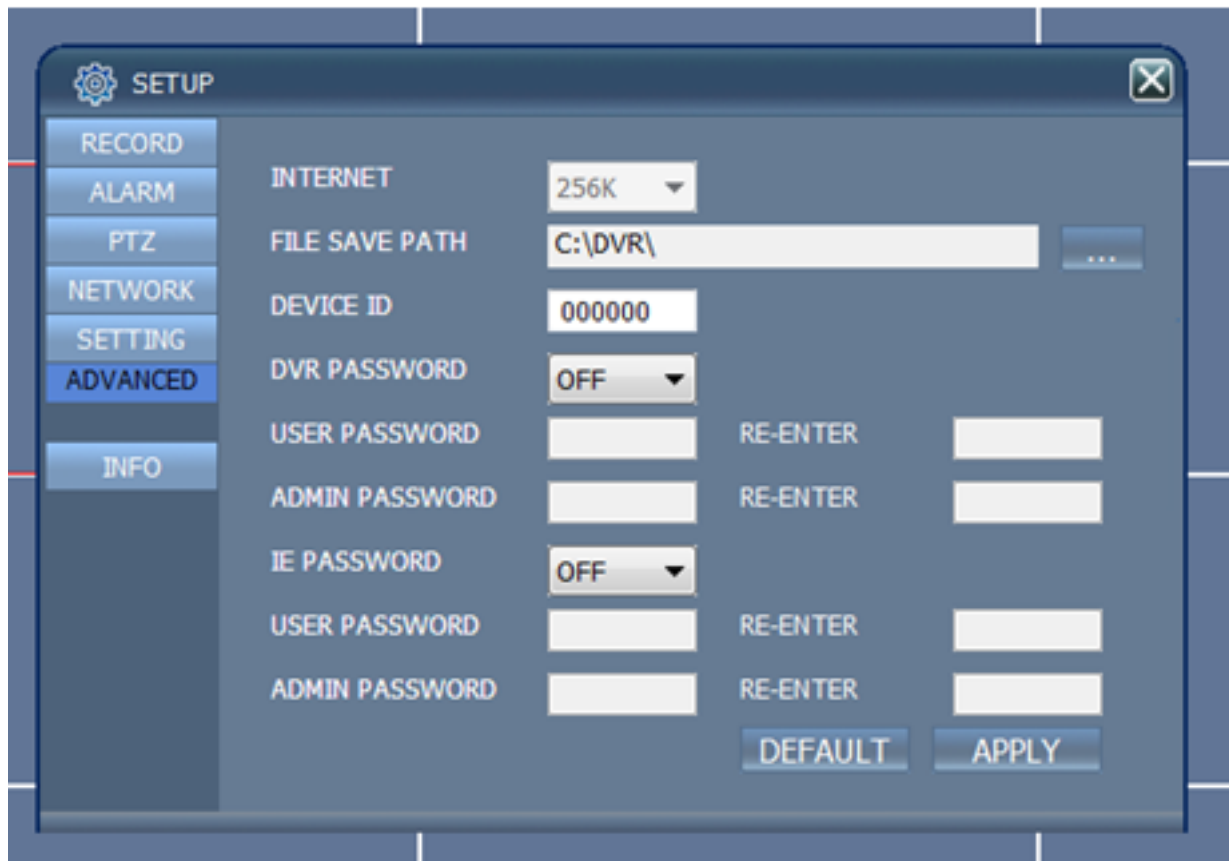 SETUP
RECORD
ALARM
PTZ
NETWORK
SETTING
ADVANCED
INFO
INTERNET 256K
FILE SAVE PATH C:\DVR\ ...
DEVICE ID 000000
DVR PASSWORD OFF
USER PASSWORD RE-ENTER
ADMIN PASSWORD RE-ENTER
IE PASSWORD OFF
USER PASSWORD RE-ENTER
ADMIN PASSWORD RE-ENTER
DEFAULT APPLY